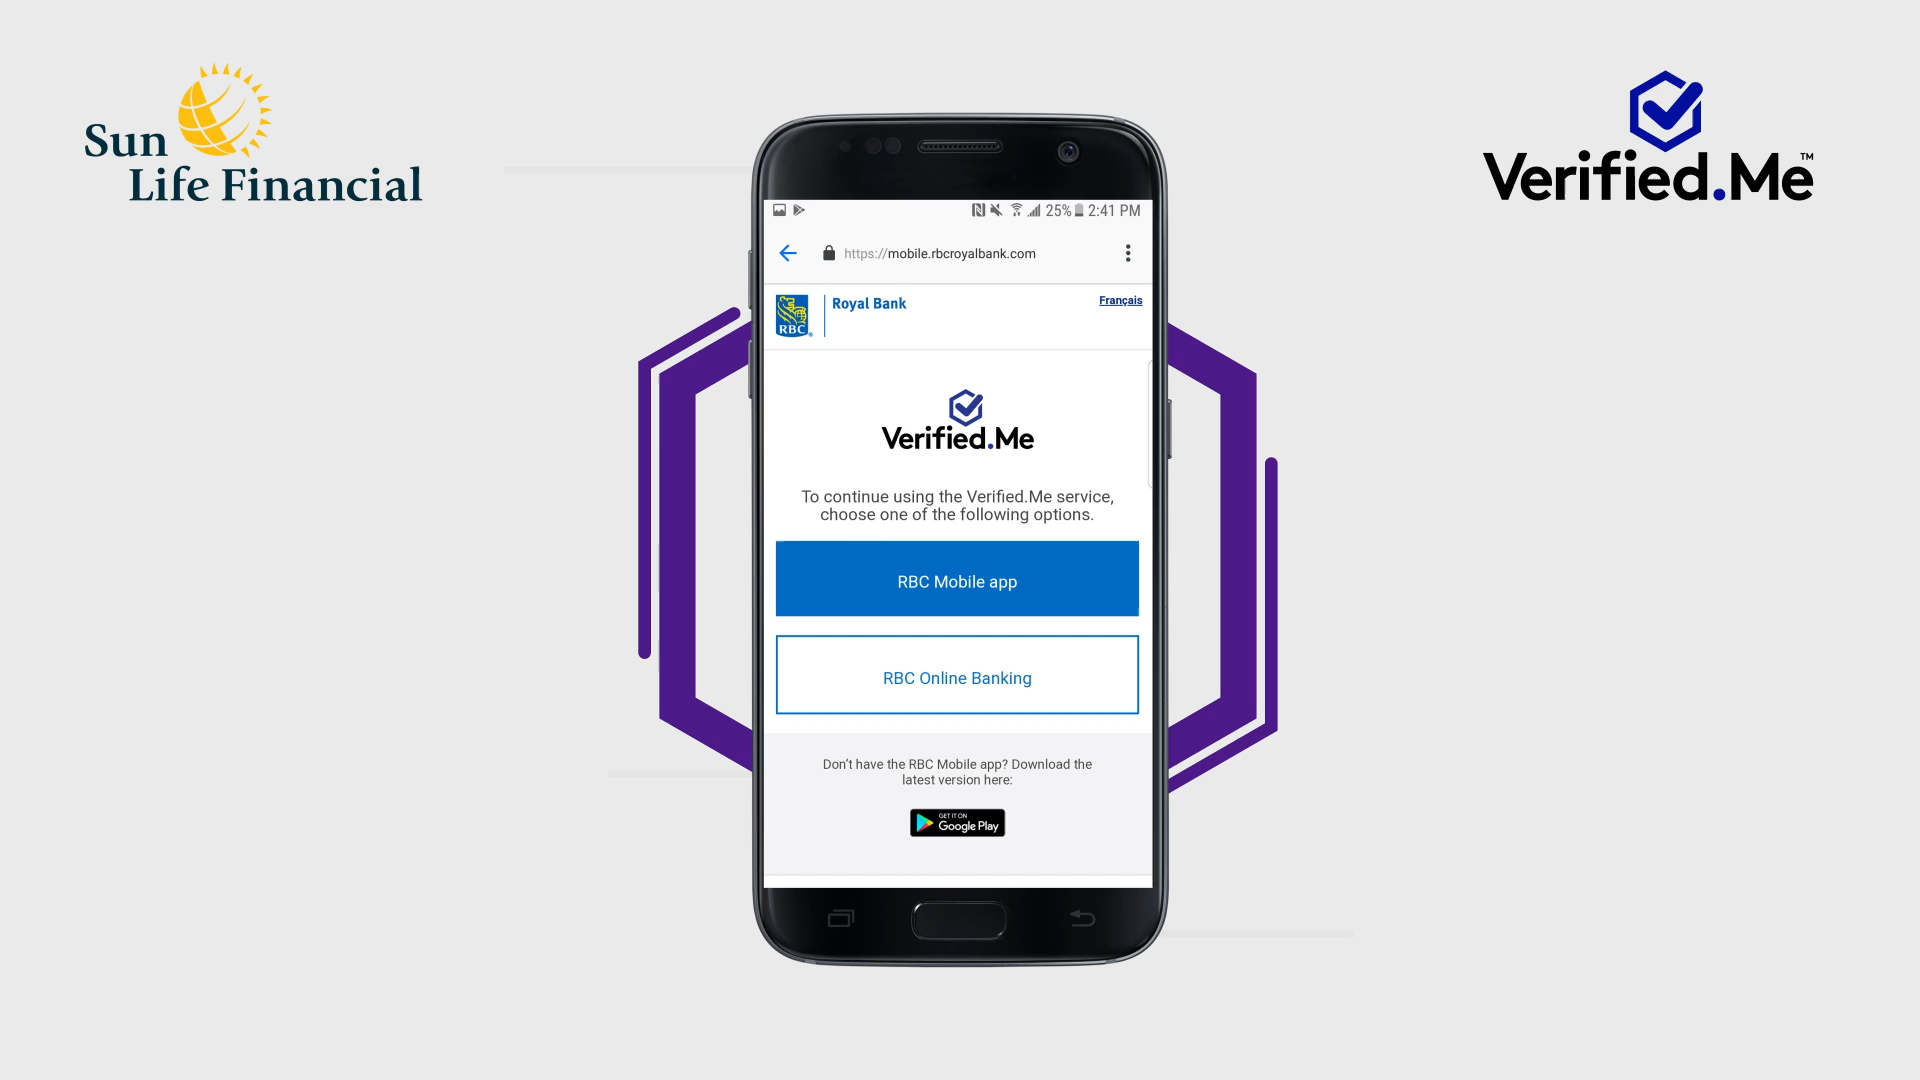 Sun
Life Financial
Verified.Me™
25% 2:41 PM
https://mobile.rbcroyalbank.com
RBC®
Royal Bank
Français
Verified.Me
To continue using the Verified.Me service,
choose one of the following options.
RBC Mobile app
RBC Online Banking
Don’t have the RBC Mobile app? Download the
latest version here:
GET IT ON
Google Play